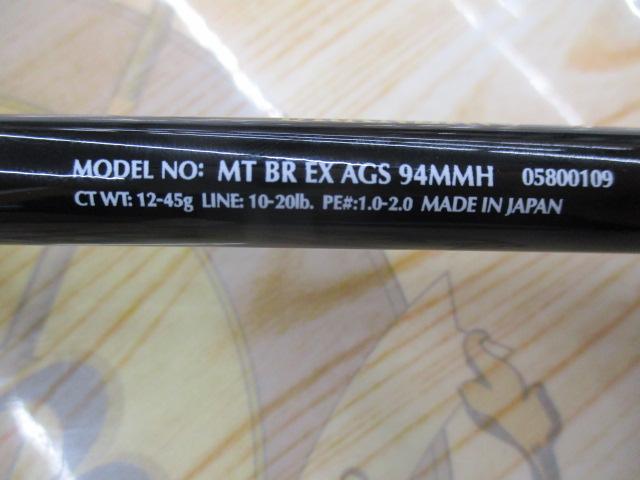 MODEL NO: MT BR EX AGS 94MMH 05800109
CT WT: 12-45g LINE: 10-20lb. PE#:1.0-2.0 MADE IN JAPAN